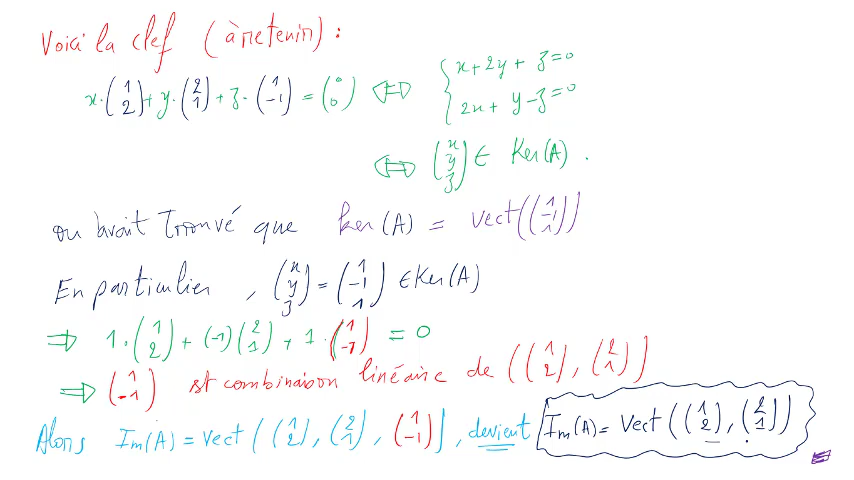 Voici la clef (à retenir) :
x·(1 2) + y·(2 1) + z·(1 -1) = (0 0) ⟺ { x + 2y + z = 0
2x + y - z = 0
⟺ (x y z) ∈ Ker(A).
on avait trouvé que Ker(A) = Vect((1 -1 1))
En particulier, (x y z) = (1 -1 1) ∈ Ker(A)
⟹ 1·(1 2) + (-1)(2 1) + 1·(1 -1) = 0
⟹ (1 -1) st combinaison linéaire de ((1 2), (2 1))
Alors Im(A) = Vect((1 2), (2 1), (1 -1)), devient Im(A) = Vect((1 2), (2 1))